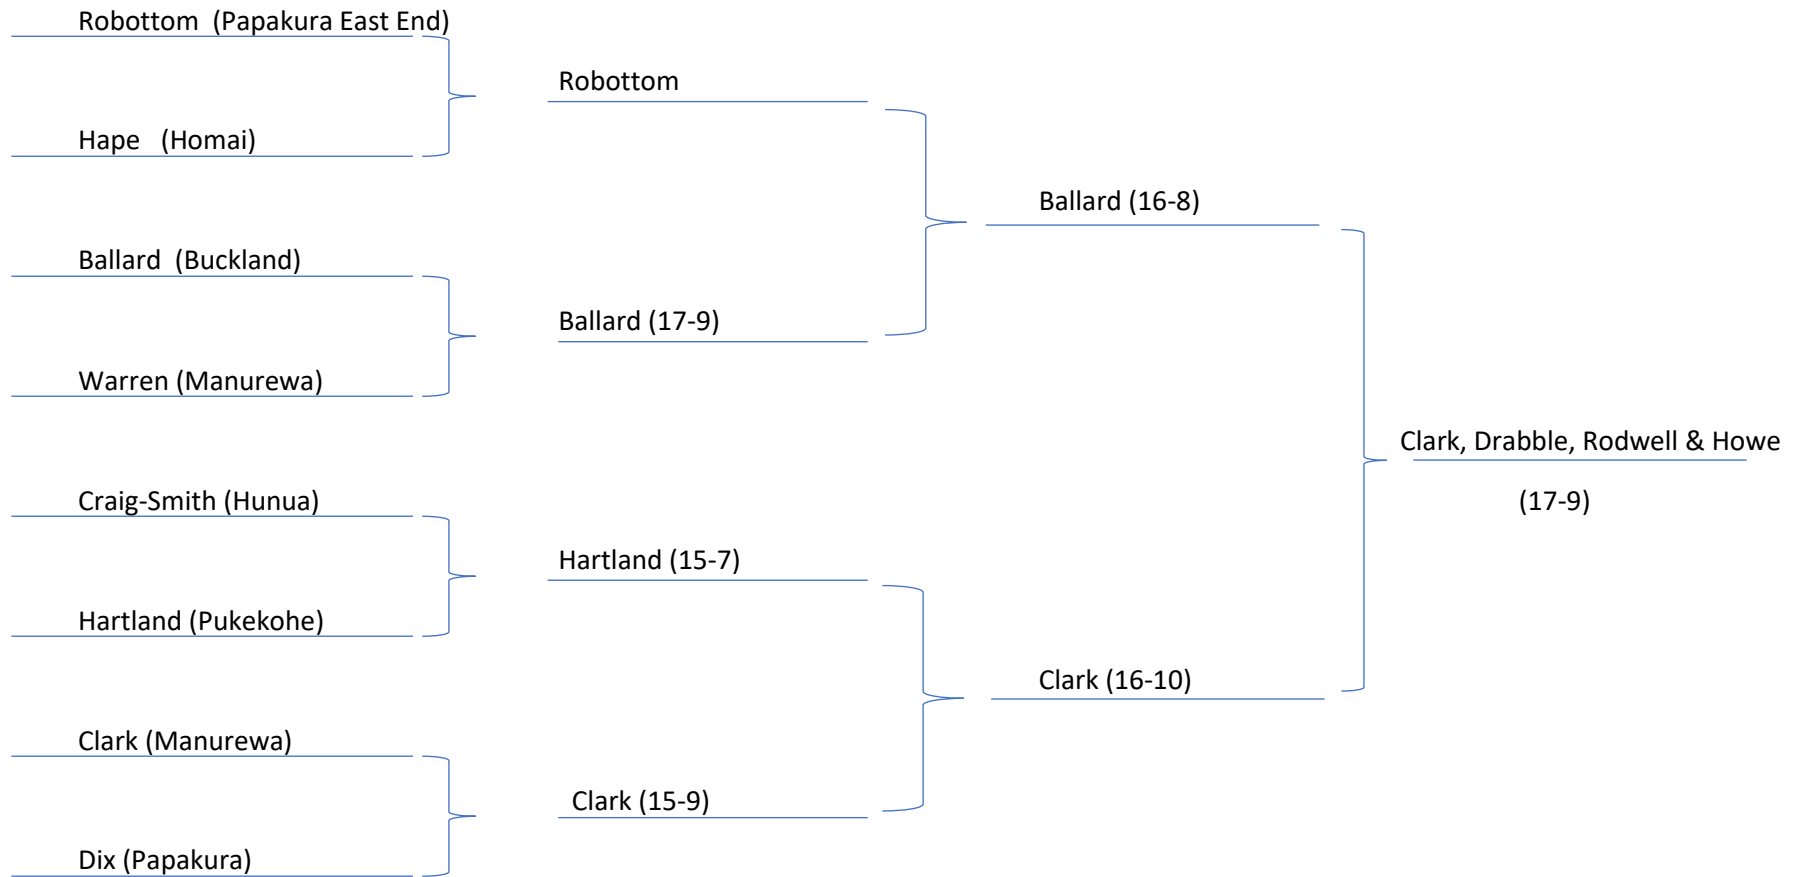 Robottom (Papakura East End)
Hape (Homai)
Ballard (Buckland)
Warren (Manurewa)
Craig-Smith (Hunua)
Hartland (Pukekohe)
Clark (Manurewa)
Dix (Papakura)
Robottom
Ballard (17-9)
Hartland (15-7)
Clark (15-9)
Ballard (16-8)
Clark (16-10)
Clark, Drabble, Rodwell & Howe
(17-9)